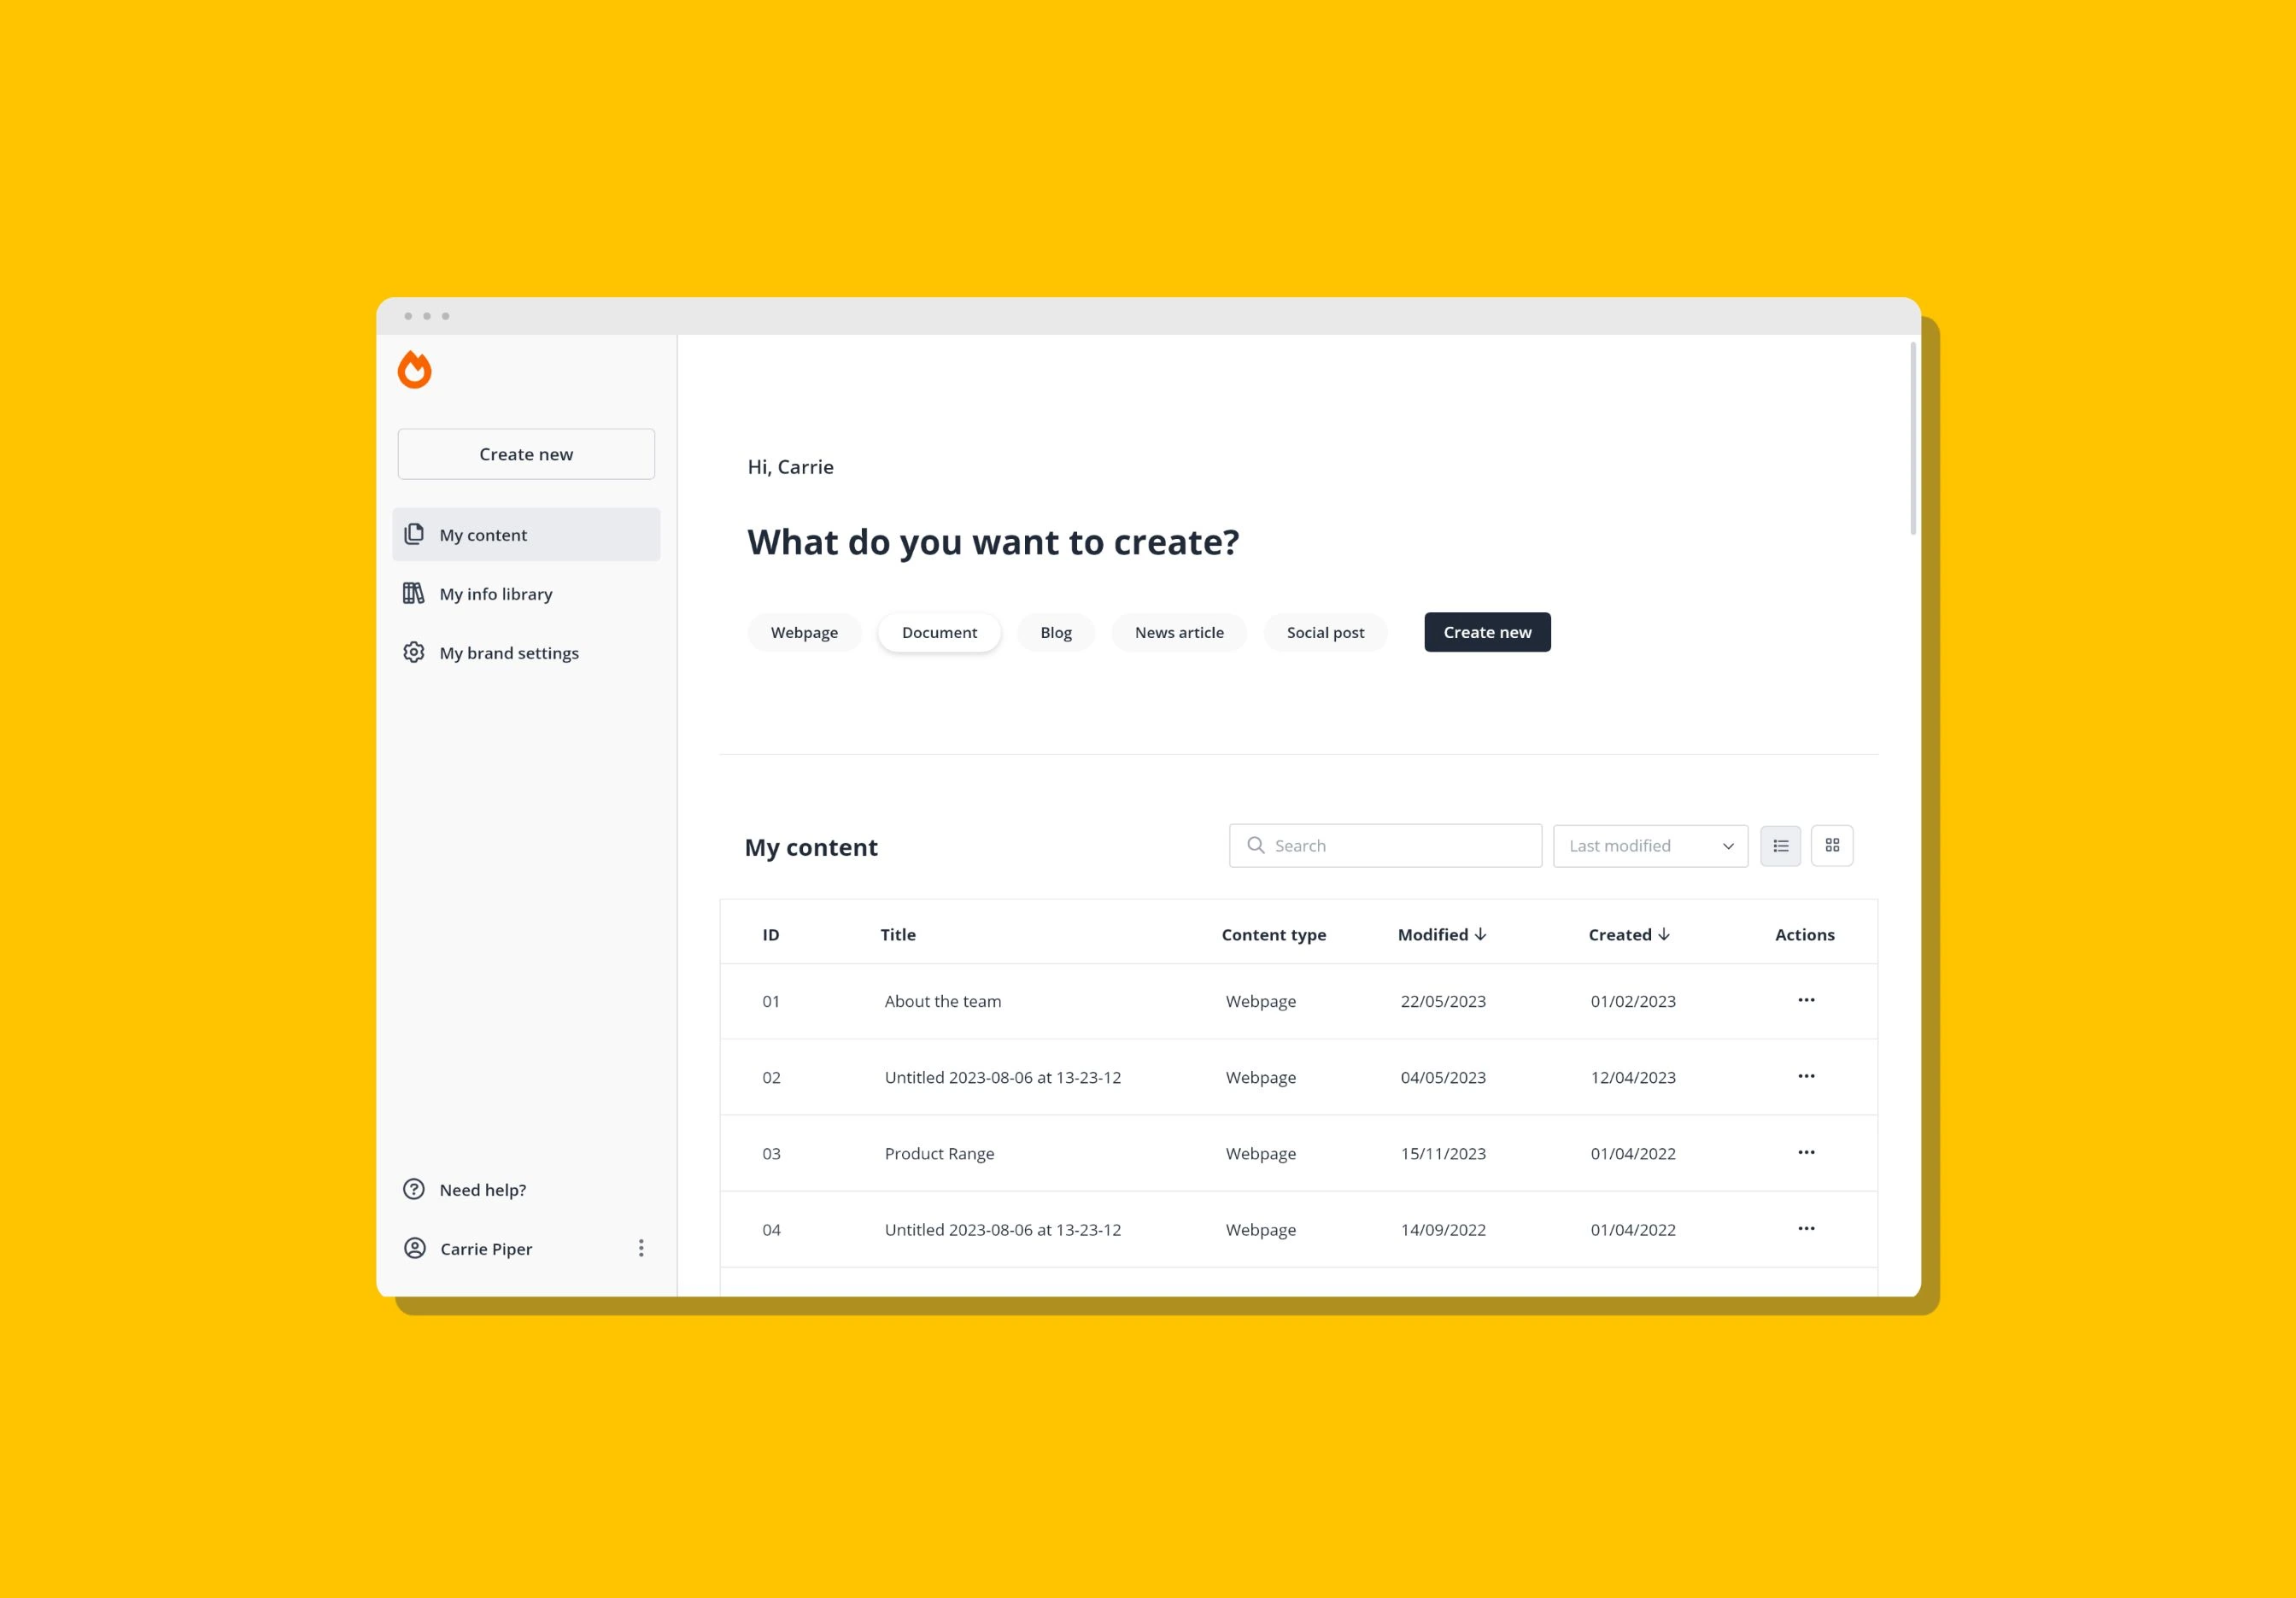 Create new
My content
My info library
My brand settings
Need help?
Carrie Piper
Hi, Carrie
What do you want to create?
Webpage Document Blog News article Social post Create new
My content Search Last modified
ID Title Content type Modified Created Actions
01 About the team Webpage 22/05/2023 01/02/2023
02 Untitled 2023-08-06 at 13-23-12 Webpage 04/05/2023 12/04/2023
03 Product Range Webpage 15/11/2023 01/04/2022
04 Untitled 2023-08-06 at 13-23-12 Webpage 14/09/2022 01/04/2022